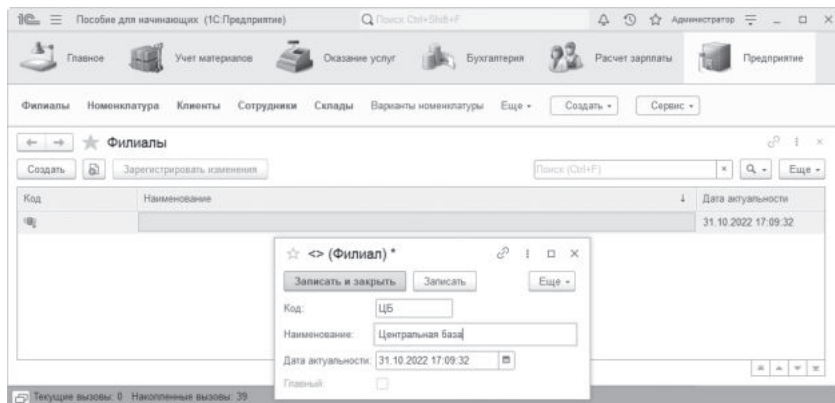 Пособие для начинающих (1С:Предприятие)
Поиск Ctrl+Shift+F
Администратор
Главное
Учет материалов
Оказание услуг
Бухгалтерия
Расчет зарплаты
Предприятие
Филиалы Номенклатура Клиенты Сотрудники Склады Варианты номенклатуры Еще Создать Сервис
Филиалы
Создать Зарегистрировать изменения Поиск (Ctrl+F) Еще
Код Наименование Дата актуальности
31.10.2022 17:09:32
<> (Филиал) *
Записать и закрыть Записать Еще
Код: ЦБ
Наименование: Центральная база
Дата актуальности: 31.10.2022 17:09:32
Главный:
Текущие вызовы: 0 Накопленные вызовы: 39